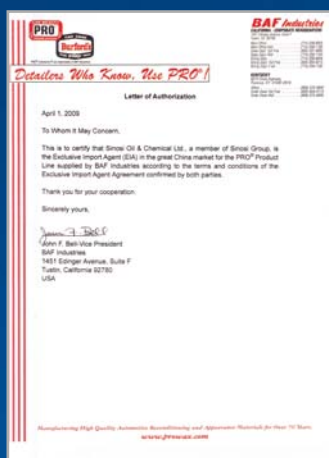 PRO
Burford's
BAF Industries
Detailers Who Know, Use PRO®!
Letter of Authorization
April 1, 2009
To Whom It May Concern,
This is to certify that Sinosi Oil & Chemical Ltd., a member of Sinosi Group, is
the Exclusive Import Agent (EIA) in the great China market for the PRO® Product
Line supplied by BAF Industries according to the terms and conditions of the
Exclusive Import Agent Agreement confirmed by both parties.
Thank you for your cooperation.
Sincerely yours,
John F. Bell-Vice President
BAF Industries
1451 Edinger Avenue, Suite F
Tustin, California 92780
USA
Manufacturing High Quality Automotive Reconditioning and Appearance Materials for Over 70 Years.
www.prowax.com